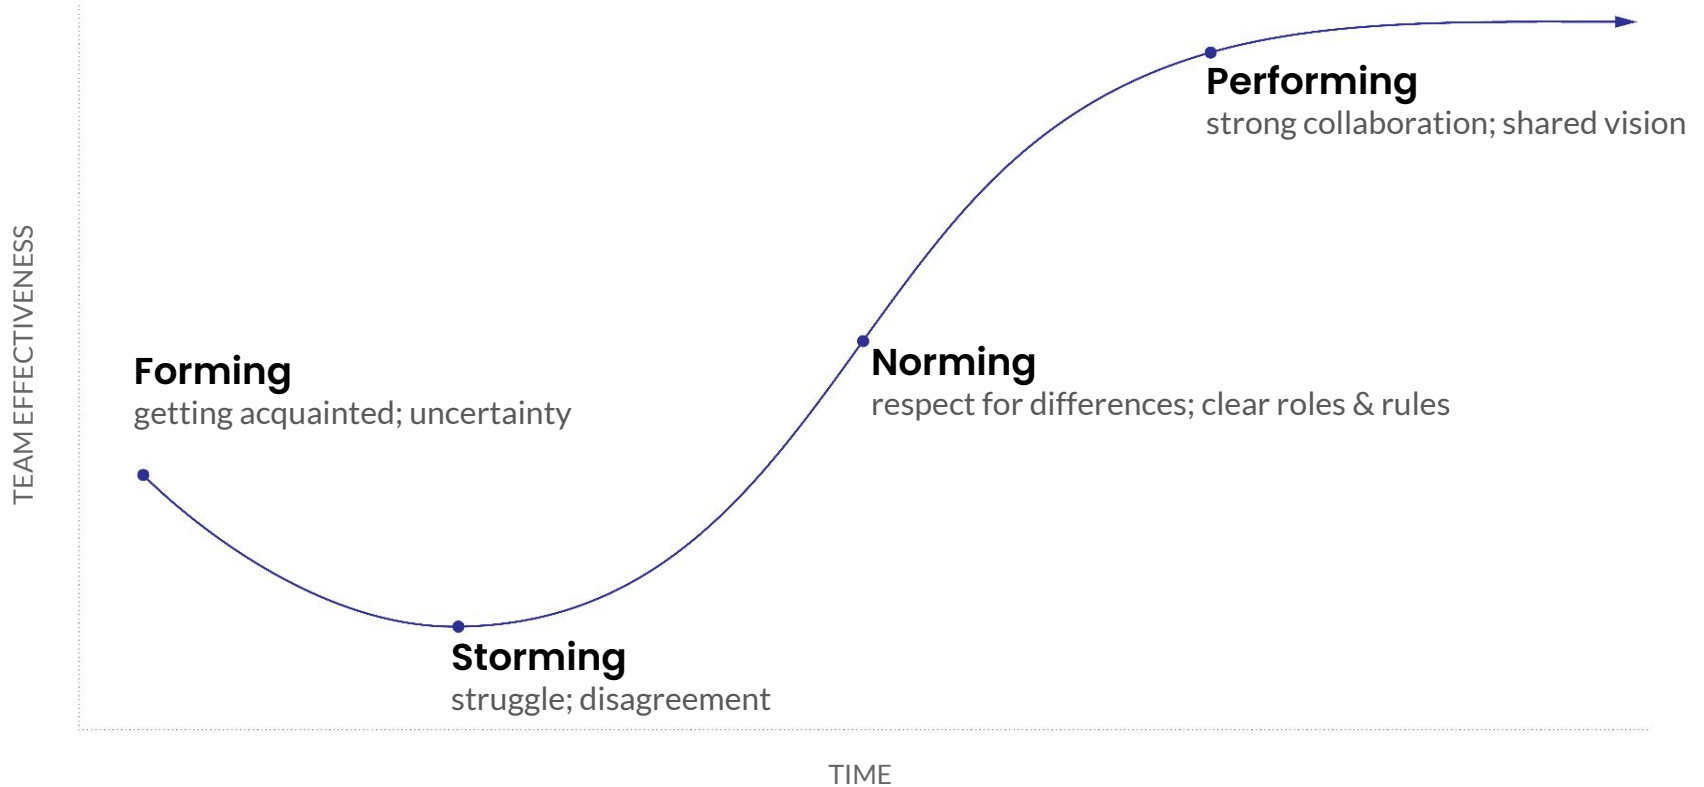 Performing
strong collaboration; shared vision
TEAM EFFECTIVENESS
Forming
getting acquainted; uncertainty
Norming
respect for differences; clear roles & rules
Storming
struggle; disagreement
TIME